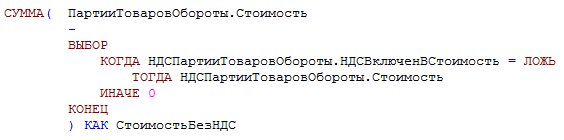 СУММА( ПартииТоваровОбороты.Стоимость
-
ВЫБОР
КОГДА НДСПартииТоваровОбороты.НДСВключенВСтоимость = ЛОЖЬ
ТОГДА НДСПартииТоваровОбороты.Стоимость
ИНАЧЕ 0
КОНЕЦ
) КАК СтоимостьБезНДС